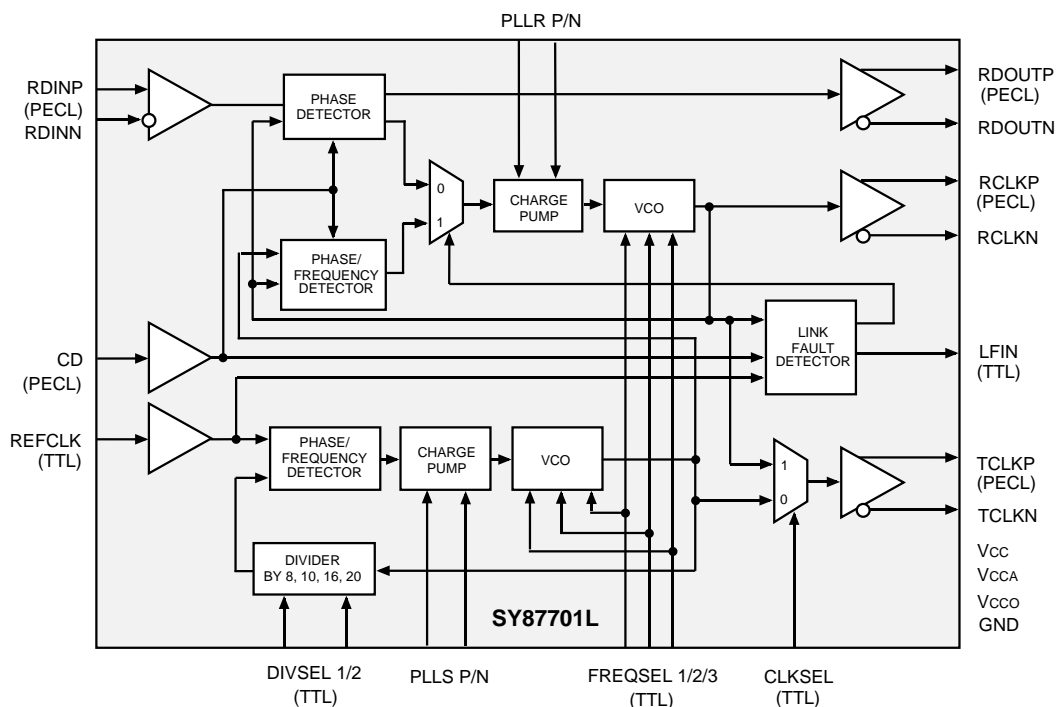 PLLR P/N
RDINP
(PECL)
RDINN
PHASE
DETECTOR
RDOUTP
(PECL)
RDOUTN
0
1
CHARGE
PUMP
VCO
RCLKP
(PECL)
RCLKN
PHASE/
FREQUENCY
DETECTOR
CD
(PECL)
LINK
FAULT
DETECTOR
LFIN
(TTL)
REFCLK
(TTL)
PHASE/
FREQUENCY
DETECTOR
CHARGE
PUMP
VCO
1
0
TCLKP
(PECL)
TCLKN
DIVIDER
BY 8, 10, 16, 20
VCC
VCCA
VCCO
GND
SY87701L
DIVSEL 1/2
(TTL)
PLLS P/N
FREQSEL 1/2/3
(TTL)
CLKSEL
(TTL)